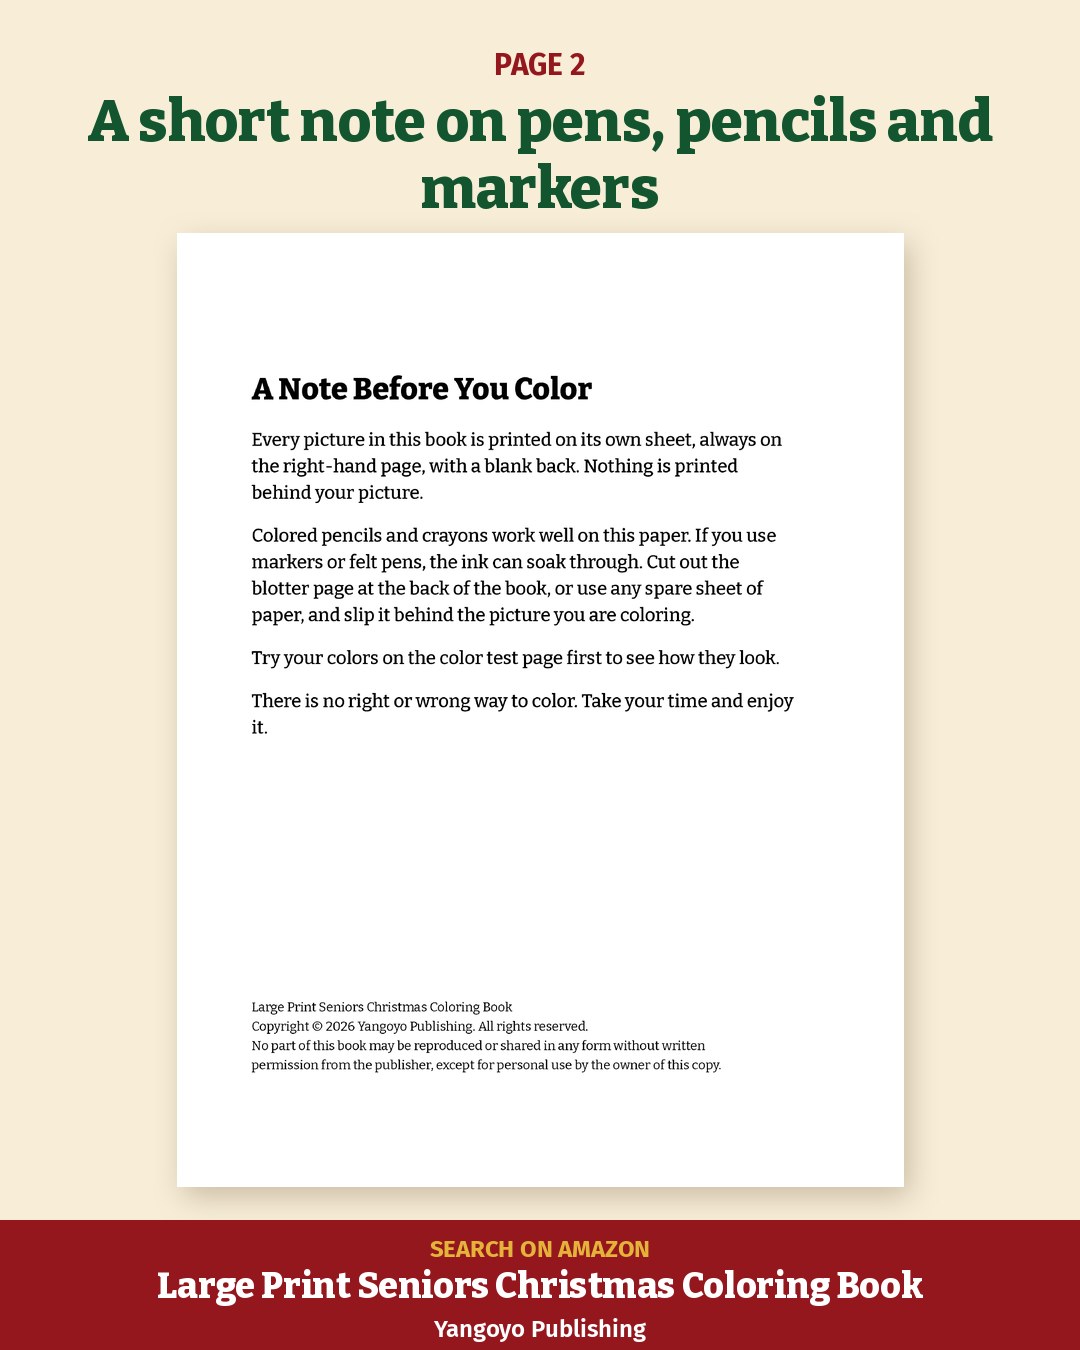 PAGE 2
A short note on pens, pencils and
markers
A Note Before You Color
Every picture in this book is printed on its own sheet, always on
the right-hand page, with a blank back. Nothing is printed
behind your picture.
Colored pencils and crayons work well on this paper. If you use
markers or felt pens, the ink can soak through. Cut out the
blotter page at the back of the book, or use any spare sheet of
paper, and slip it behind the picture you are coloring.
Try your colors on the color test page first to see how they look.
There is no right or wrong way to color. Take your time and enjoy
it.
Large Print Seniors Christmas Coloring Book
Copyright © 2026 Yangoyo Publishing. All rights reserved.
No part of this book may be reproduced or shared in any form without written
permission from the publisher, except for personal use by the owner of this copy.
SEARCH ON AMAZON
Large Print Seniors Christmas Coloring Book
Yangoyo Publishing